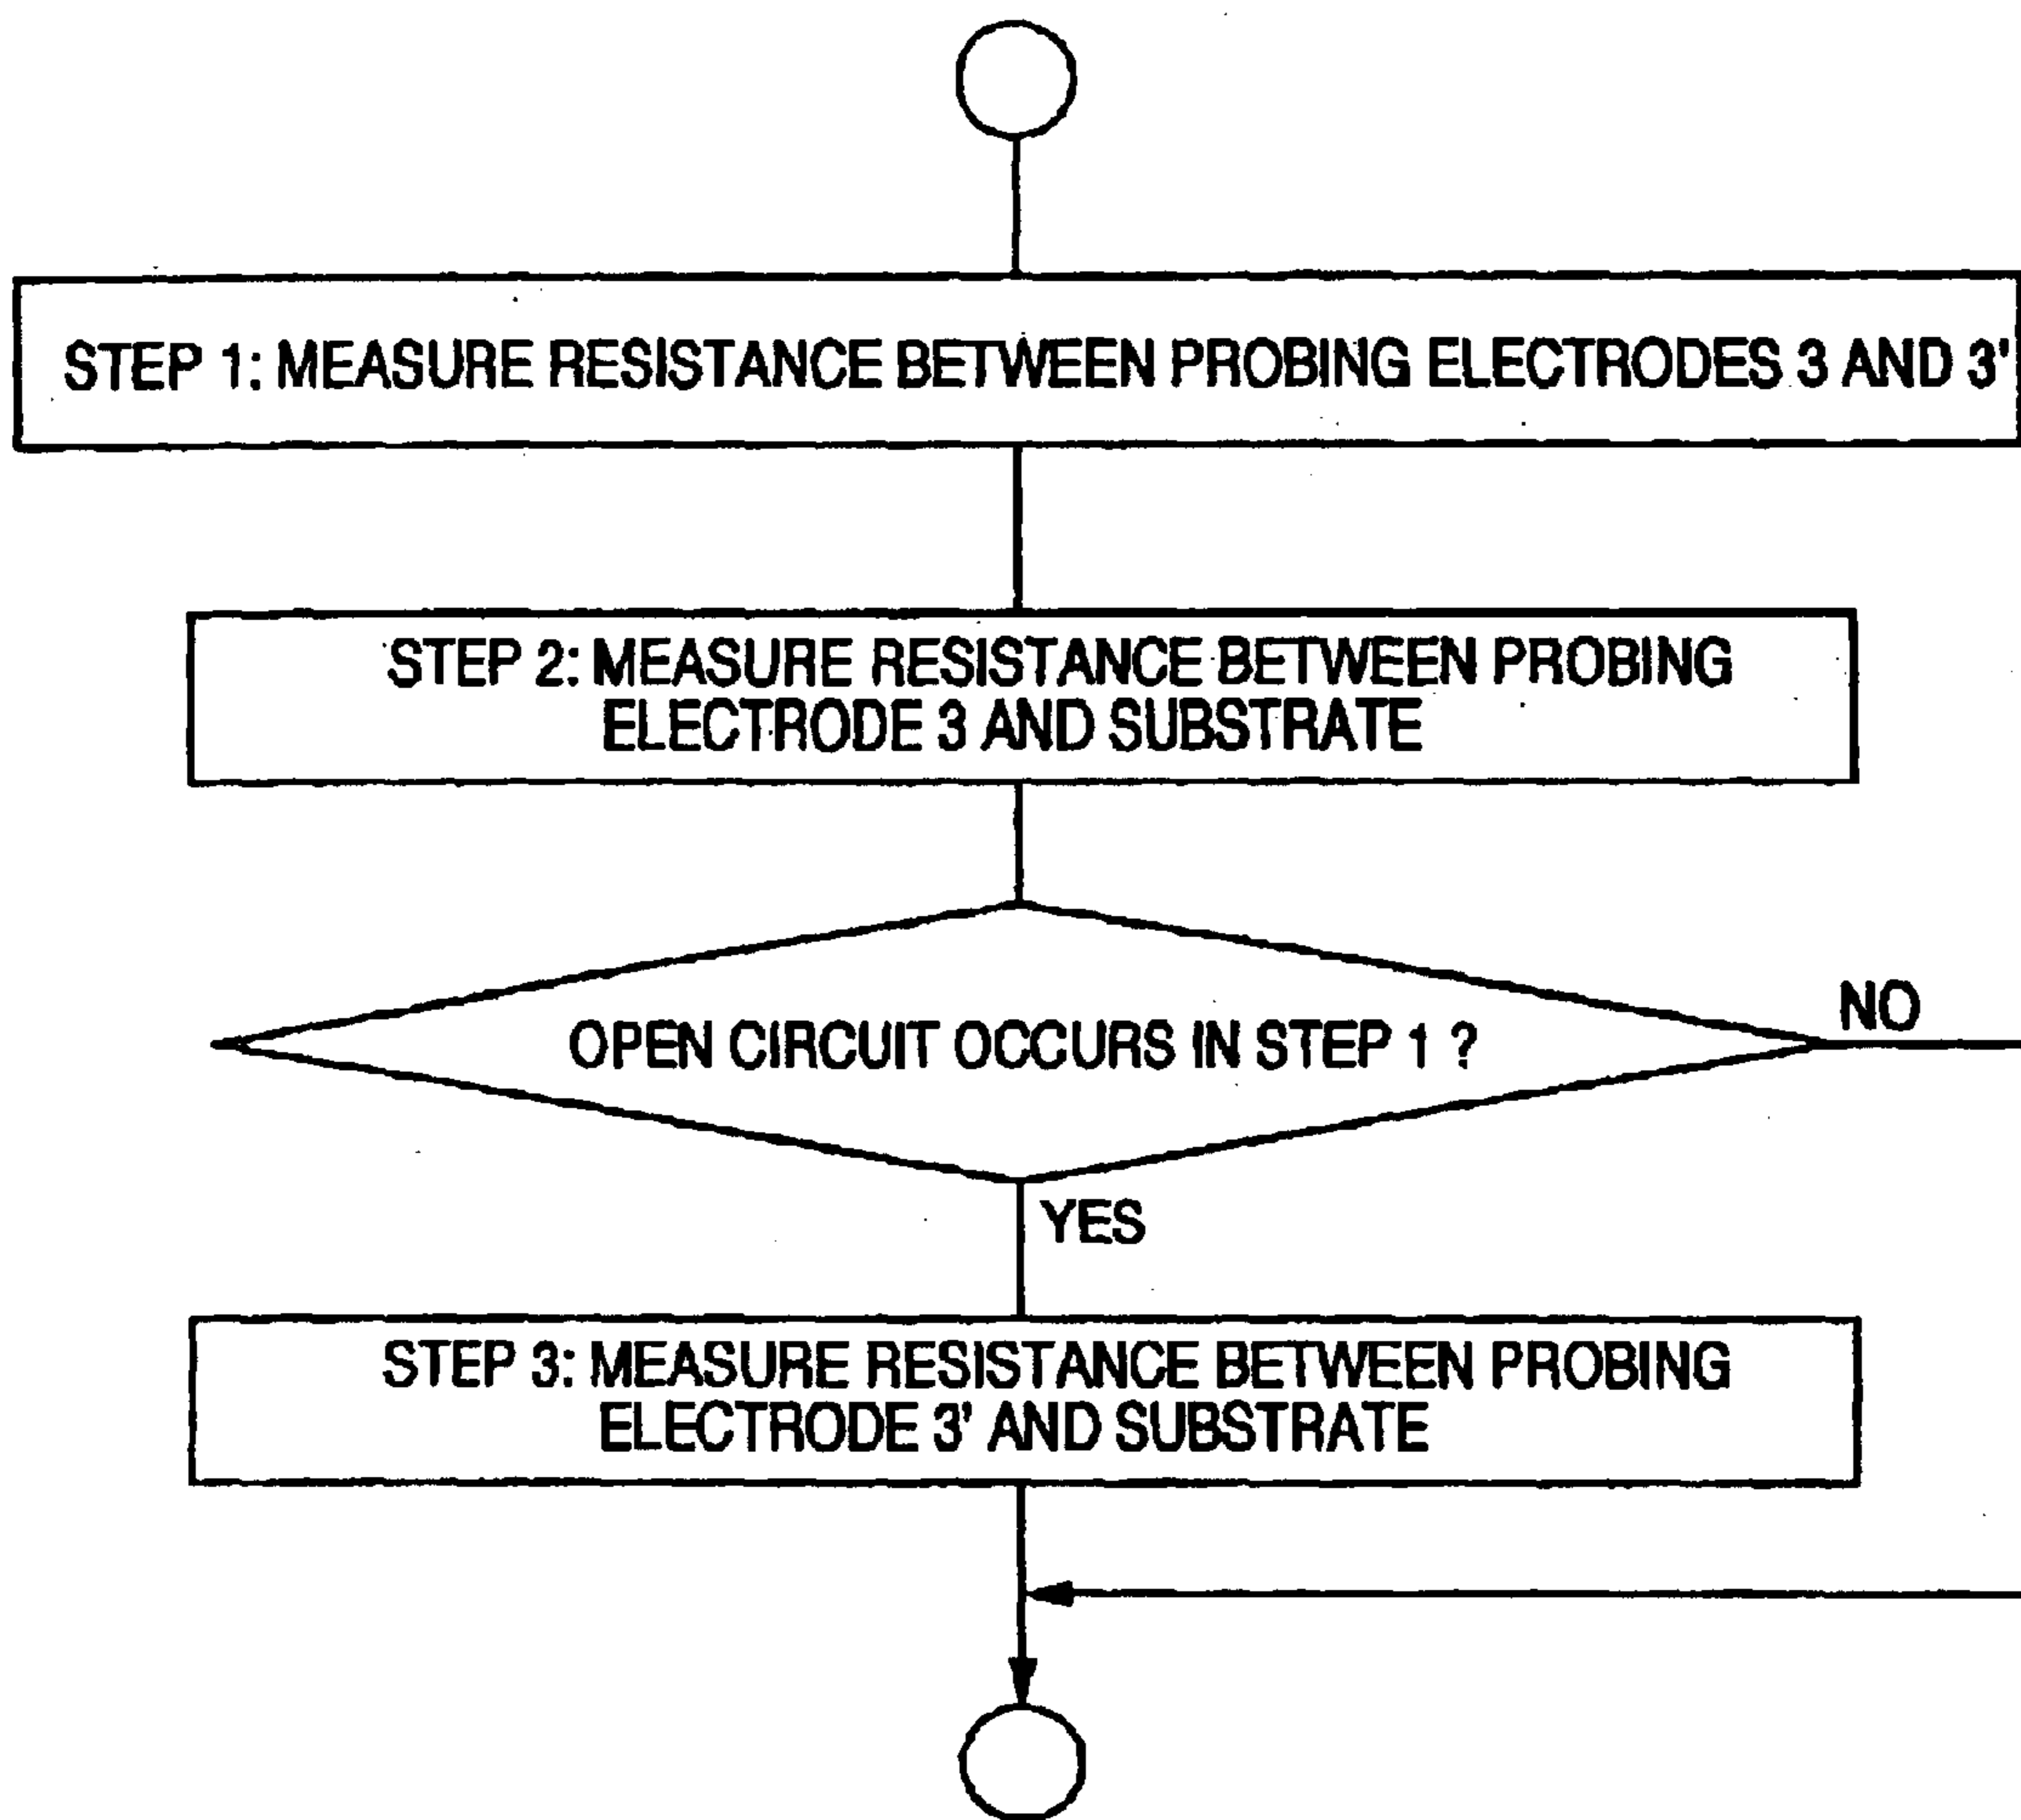 STEP 1: MEASURE RESISTANCE BETWEEN PROBING ELECTRODES 3 AND 3'
STEP 2: MEASURE RESISTANCE BETWEEN PROBING
ELECTRODE 3 AND SUBSTRATE
OPEN CIRCUIT OCCURS IN STEP 1 ?
NO
YES
STEP 3: MEASURE RESISTANCE BETWEEN PROBING
ELECTRODE 3' AND SUBSTRATE